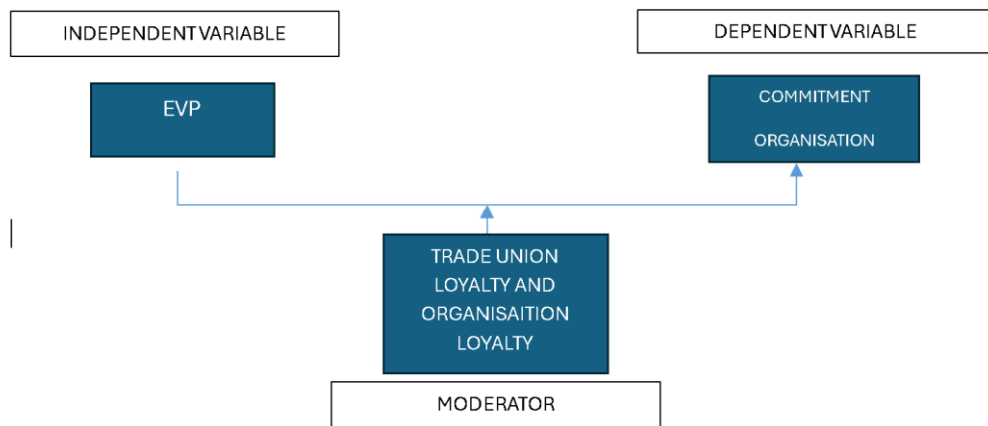 INDEPENDENT VARIABLE
DEPENDENT VARIABLE
EVP
COMMITMENT
ORGANISATION
TRADE UNION
LOYALTY AND
ORGANISAITION
LOYALTY
MODERATOR